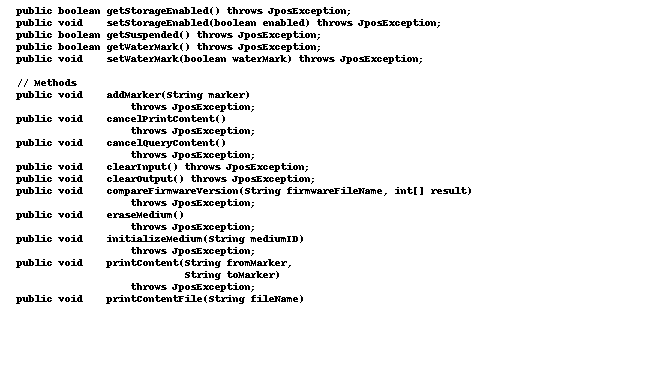 public boolean getStorageEnabled() throws JposException;
public void    setStorageEnabled(boolean enabled) throws JposException;
public boolean getSuspended() throws JposException;
public boolean getWaterMark() throws JposException;
public void    setWaterMark(boolean waterMark) throws JposException;

// Methods
public void    addMarker(String marker)
                   throws JposException;
public void    cancelPrintContent()
                   throws JposException;
public void    cancelQueryContent()
                   throws JposException;
public void    clearInput() throws JposException;
public void    clearOutput() throws JposException;
public void    compareFirmwareVersion(String firmwareFileName, int[] result)
                   throws JposException;
public void    eraseMedium()
                   throws JposException;
public void    initializeMedium(String mediumID)
                   throws JposException;
public void    printContent(String fromMarker,
                            String toMarker)
                   throws JposException;
public void    printContentFile(String fileName)